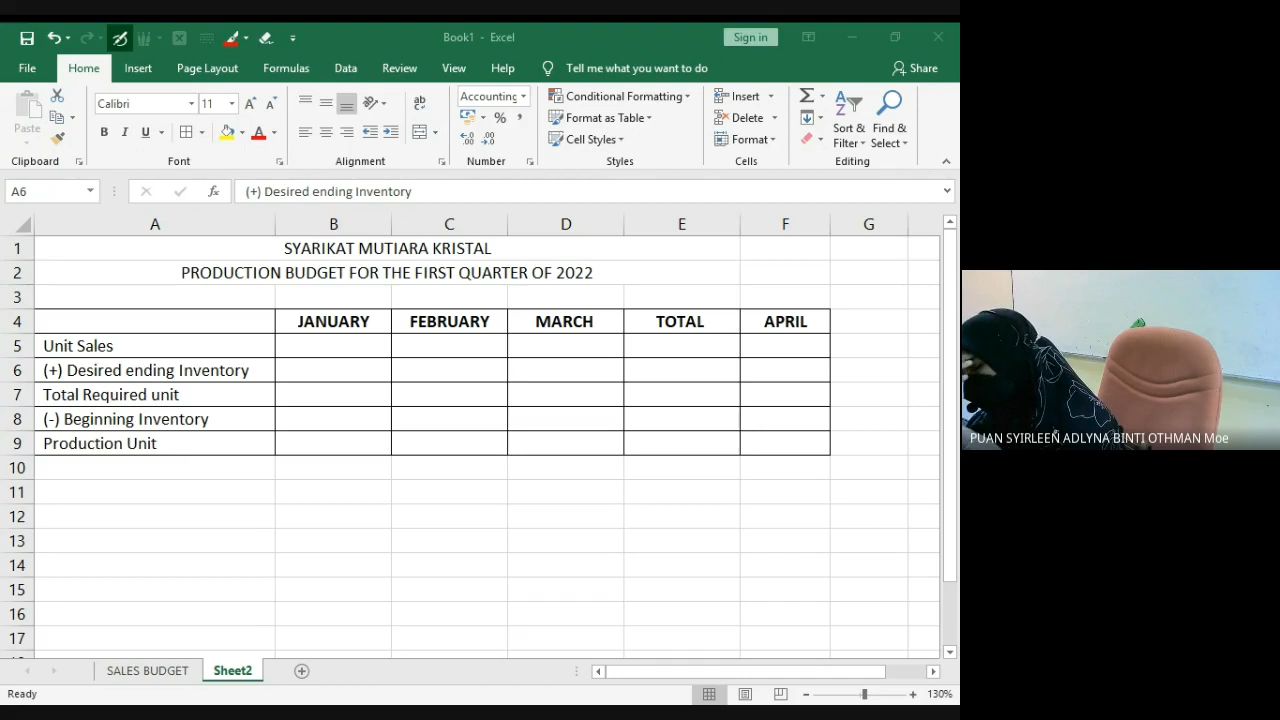 Book1 - Excel
Sign in
File Home Insert Page Layout Formulas Data Review View Help Tell me what you want to do Share
Paste
Calibri 11
B I U
ab
Accounting
% ,
Conditional Formatting
Format as Table
Cell Styles
Insert
Delete
Format
Sort & Filter
Find & Select
Clipboard Font Alignment Number Styles Cells Editing
A6 fx (+) Desired ending Inventory
A B C D E F G
1 SYARIKAT MUTIARA KRISTAL
2 PRODUCTION BUDGET FOR THE FIRST QUARTER OF 2022
3
4 JANUARY FEBRUARY MARCH TOTAL APRIL
5 Unit Sales
6 (+) Desired ending Inventory
7 Total Required unit
8 (-) Beginning Inventory
9 Production Unit
10
11
12
13
14
15
16
17
SALES BUDGET Sheet2
Ready 130%
PUAN SYIRLEEN ADLYNA BINTI OTHMAN Moe